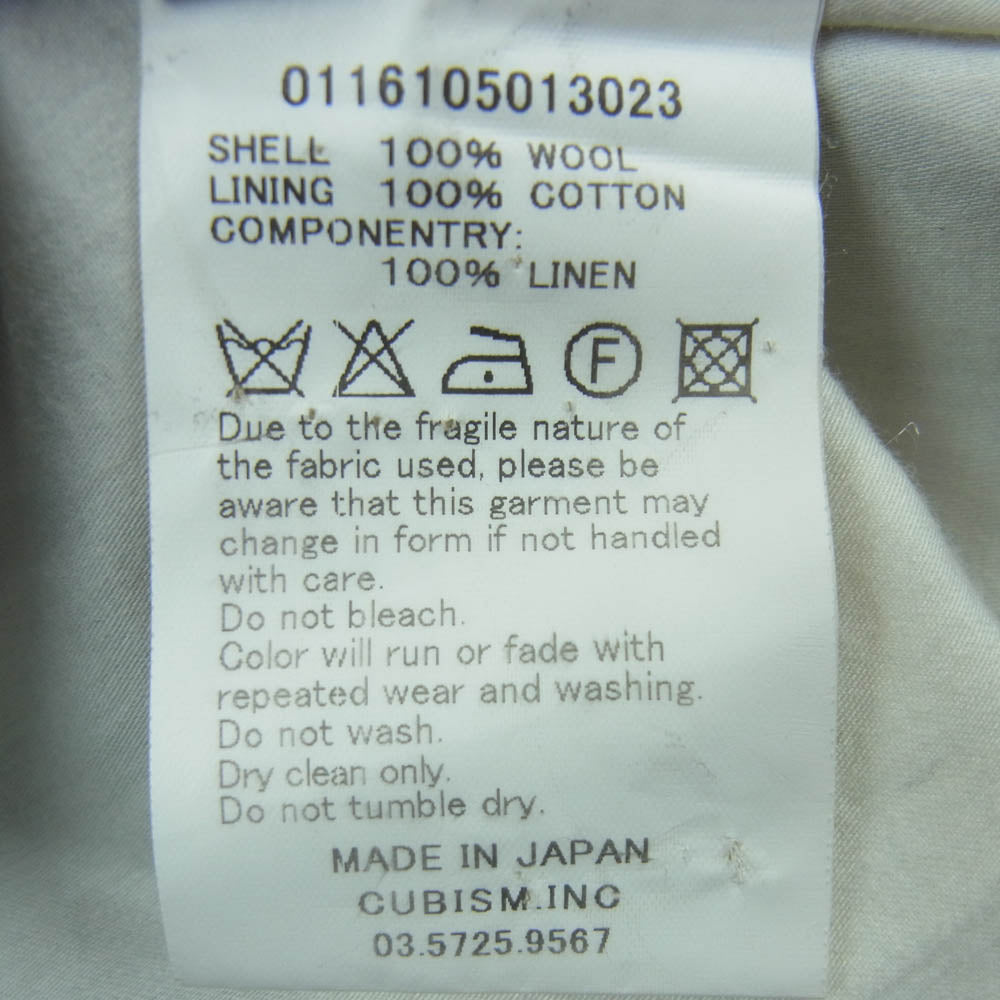 0116105013023
SHELL 100% WOOL
LINING 100% COTTON
COMPONENTRY:
100% LINEN
F
Due to the fragile nature of
the fabric used, please be
aware that this garment may
change in form if not handled
with care.
Do not bleach.
Color will run or fade with
repeated wear and washing.
Do not wash.
Dry clean only.
Do not tumble dry.
MADE IN JAPAN
CUBISM.INC
03.5725.9567